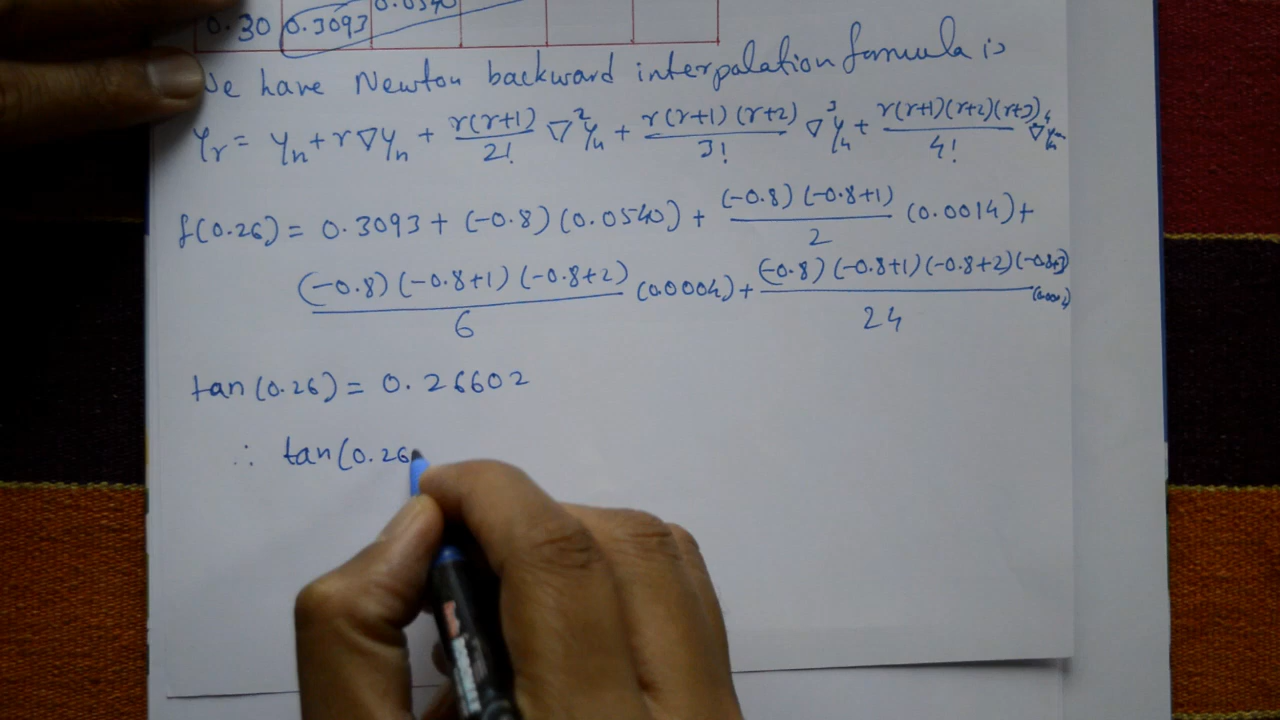 0.0540
0.30 0.3093
We have Newton backward interpolation formula is
Yr = yn + r∇yn + r(r+1)/2! ∇²yn + r(r+1)(r+2)/3! ∇³yn + r(r+1)(r+2)(r+3)/4! ∇⁴yn
f(0.26) = 0.3093 + (-0.8)(0.0540) + (-0.8)(-0.8+1)/2 (0.0014) +
(-0.8)(-0.8+1)(-0.8+2)/6 (0.0004) + (-0.8)(-0.8+1)(-0.8+2)(-0.8+3)/24
tan(0.26) = 0.26602
∴ tan(0.26